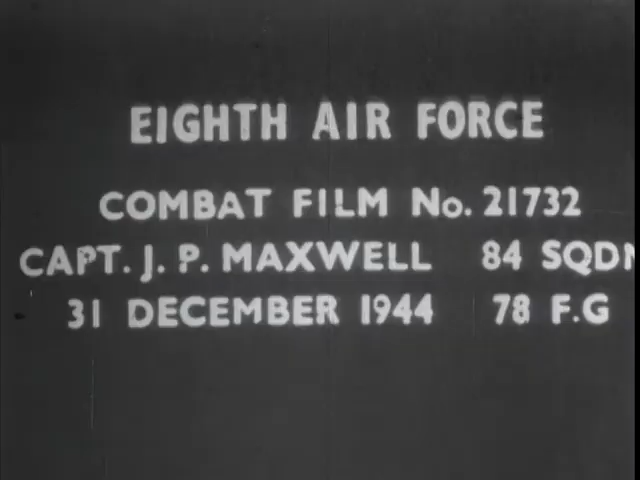 EIGHTH AIR FORCE
COMBAT FILM No. 21732
CAPT. J. P. MAXWELL 84 SQDN
31 DECEMBER 1944 78 F.G